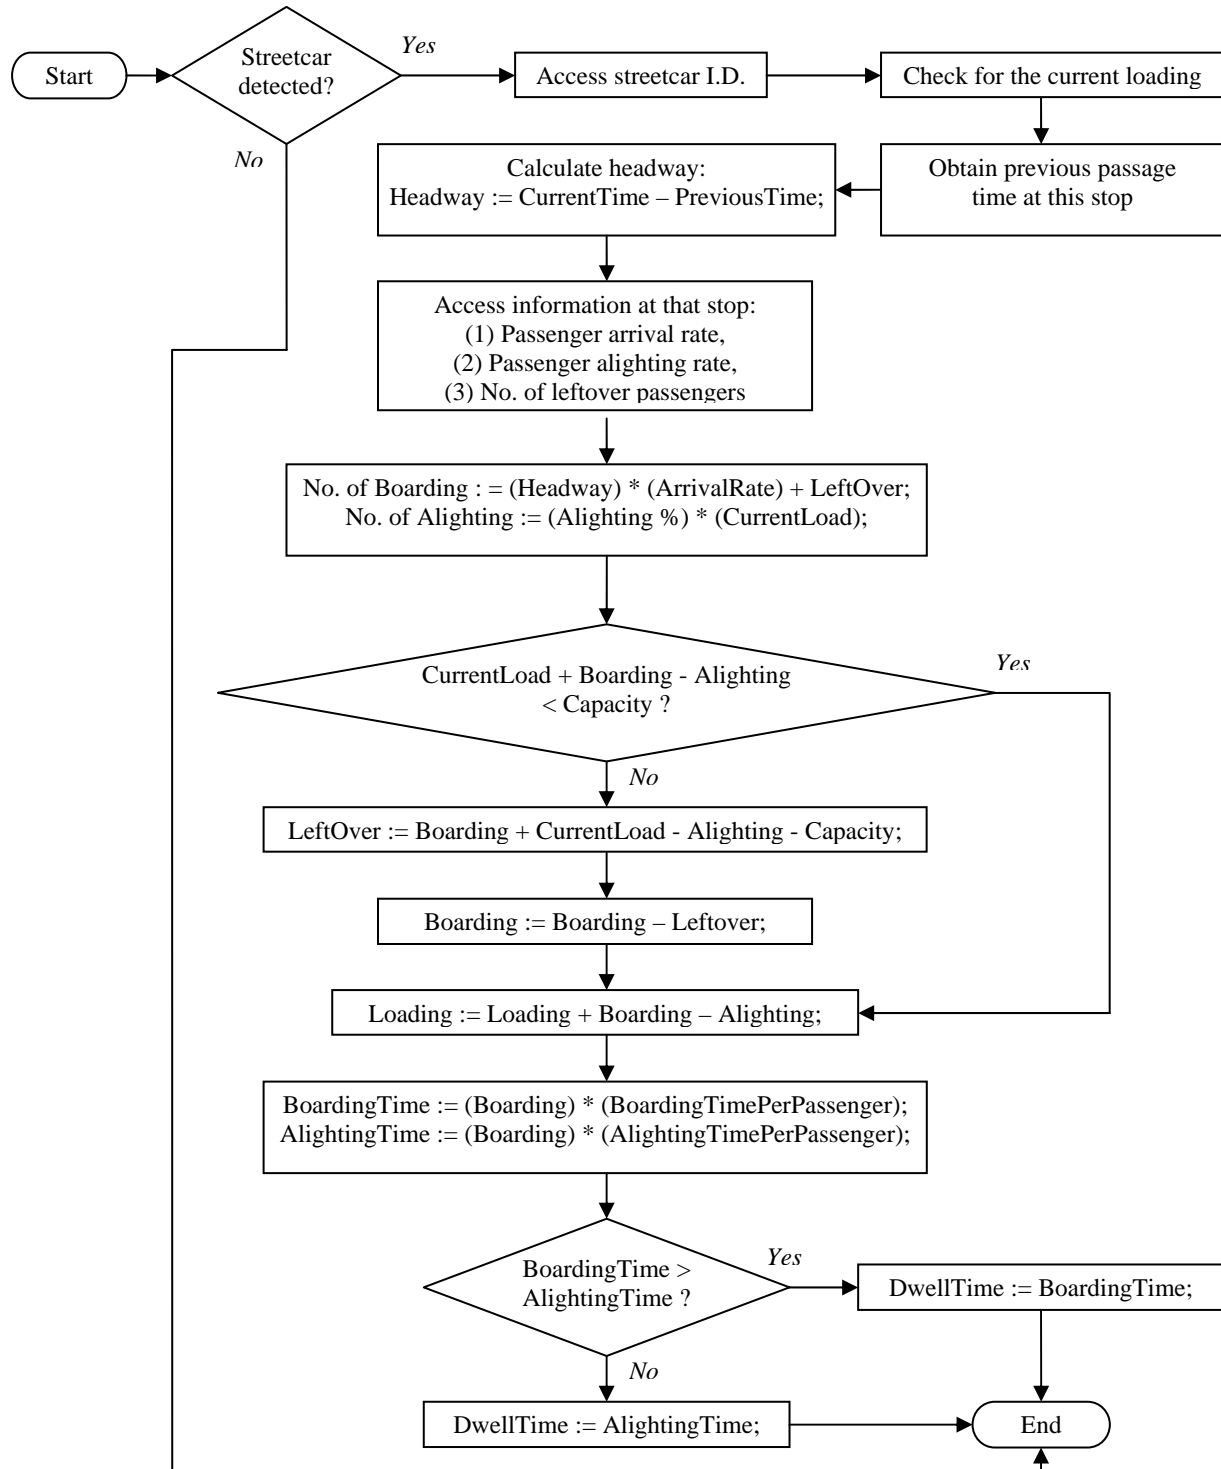 Start
Streetcar
detected?
Yes
No
Access streetcar I.D.
Check for the current loading
Obtain previous passage
time at this stop
Calculate headway:
Headway := CurrentTime – PreviousTime;
Access information at that stop:
(1) Passenger arrival rate,
(2) Passenger alighting rate,
(3) No. of leftover passengers
No. of Boarding : = (Headway) * (ArrivalRate) + LeftOver;
No. of Alighting := (Alighting %) * (CurrentLoad);
CurrentLoad + Boarding - Alighting
< Capacity ?
Yes
No
LeftOver := Boarding + CurrentLoad - Alighting - Capacity;
Boarding := Boarding – Leftover;
Loading := Loading + Boarding – Alighting;
BoardingTime := (Boarding) * (BoardingTimePerPassenger);
AlightingTime := (Boarding) * (AlightingTimePerPassenger);
BoardingTime >
AlightingTime ?
Yes
No
DwellTime := BoardingTime;
DwellTime := AlightingTime;
End